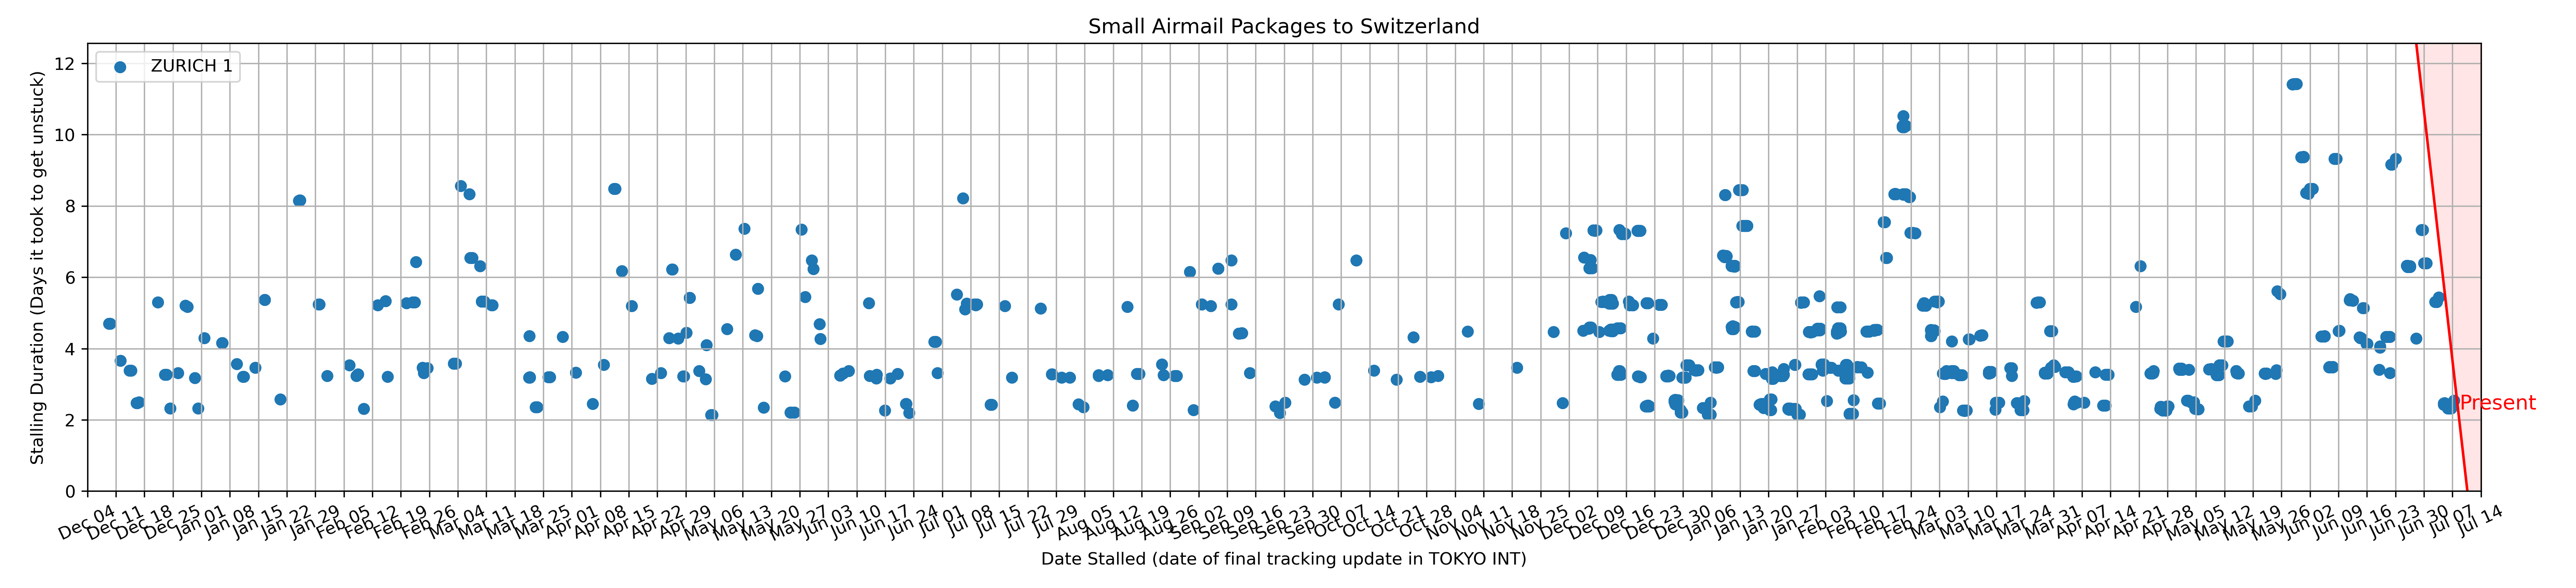 Small Airmail Packages to Switzerland
ZURICH 1
Stalling Duration (Days it took to get unstuck)
12
10
8
6
4
2
0
Present
Dec 04
Dec 11
Dec 18
Dec 25
Jan 01
Jan 08
Jan 15
Jan 22
Jan 29
Feb 05
Feb 12
Feb 19
Feb 26
Mar 04
Mar 11
Mar 18
Mar 25
Apr 01
Apr 08
Apr 15
Apr 22
Apr 29
May 06
May 13
May 20
May 27
Jun 03
Jun 10
Jun 17
Jun 24
Jul 01
Jul 08
Jul 15
Jul 22
Jul 29
Aug 05
Aug 12
Aug 19
Aug 26
Sep 02
Sep 09
Sep 16
Sep 23
Sep 30
Oct 07
Oct 14
Oct 21
Oct 28
Nov 04
Nov 11
Nov 18
Nov 25
Dec 02
Dec 09
Dec 16
Dec 23
Dec 30
Jan 06
Jan 13
Jan 20
Jan 27
Feb 03
Feb 10
Feb 17
Feb 24
Mar 03
Mar 10
Mar 17
Mar 24
Mar 31
Apr 07
Apr 14
Apr 21
Apr 28
May 05
May 12
May 19
May 26
Jun 02
Jun 09
Jun 16
Jun 23
Jun 30
Jul 07
Jul 14
Date Stalled (date of final tracking update in TOKYO INT)